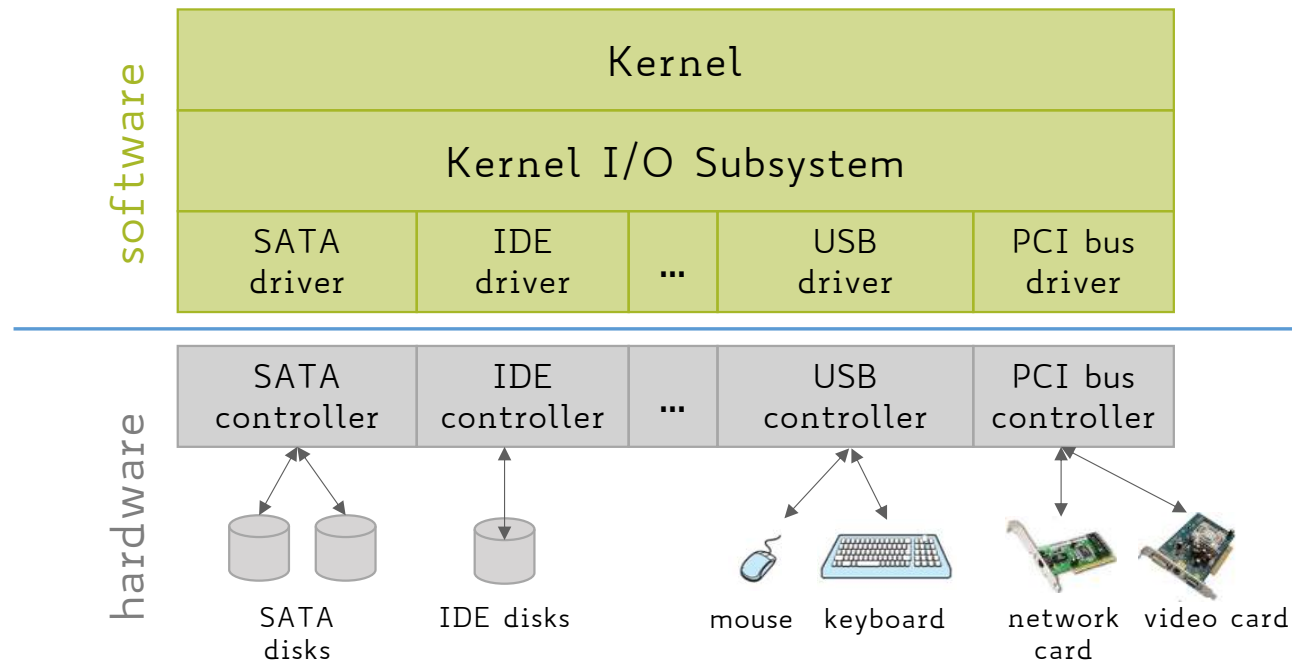 software
Kernel
Kernel I/O Subsystem
SATA
driver
IDE
driver
...
USB
driver
PCI bus
driver
hardware
SATA
controller
IDE
controller
...
USB
controller
PCI bus
controller
SATA
disks
IDE disks
mouse
keyboard
network
card
video card